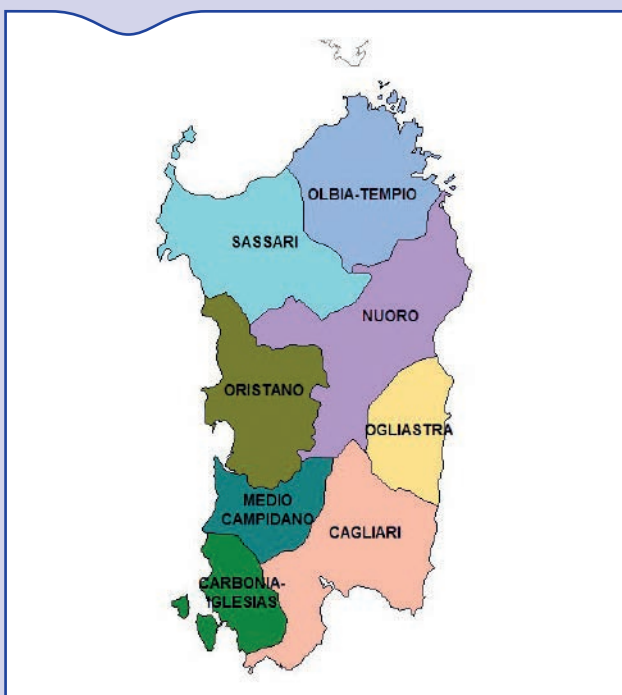 OLBIA-TEMPIO
SASSARI
NUORO
ORISTANO
OGLIASTRA
MEDIO
CAMPIDANO
CAGLIARI
CARBONIA-
IGLESIAS